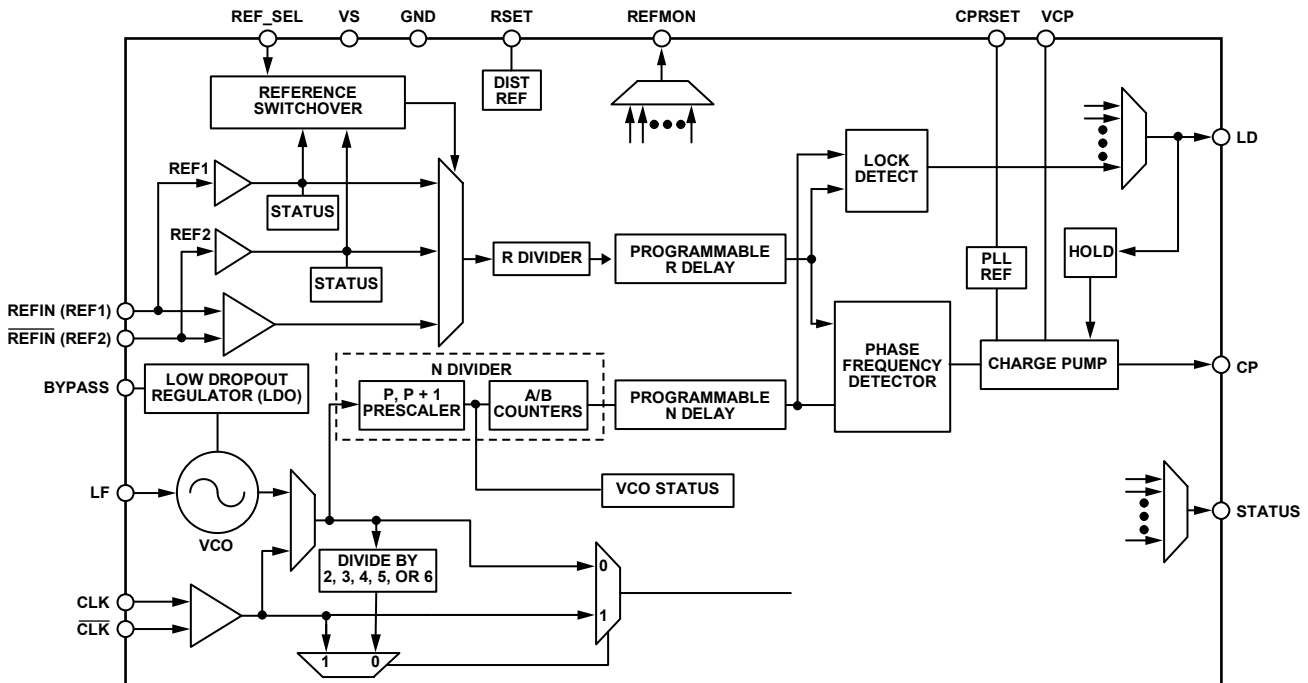 REF_SEL VS GND RSET REFMON CPRSET VCP
REFERENCE
SWITCHOVER
DIST
REF
LD
LOCK
DETECT
REF1
STATUS
REF2
STATUS
R DIVIDER
PROGRAMMABLE
R DELAY
PLL
REF
HOLD
REFIN (REF1)
REFIN (REF2)
BYPASS
LOW DROPOUT
REGULATOR (LDO)
N DIVIDER
P, P + 1
PRESCALER
A/B
COUNTERS
PROGRAMMABLE
N DELAY
PHASE
FREQUENCY
DETECTOR
CHARGE PUMP
CP
LF
VCO
VCO STATUS
STATUS
DIVIDE BY
2, 3, 4, 5, OR 6
0
1
CLK
CLK
1 0